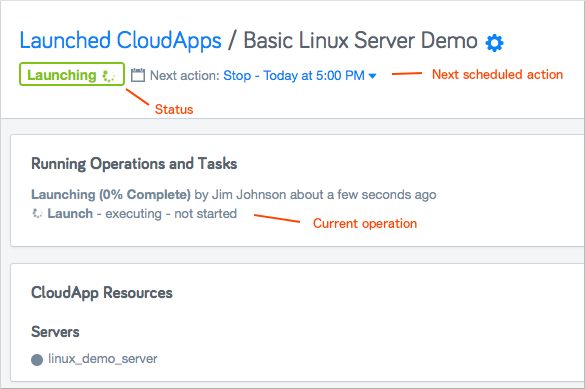 Launched CloudApps / Basic Linux Server Demo
Launching Next action: Stop - Today at 5:00 PM Next scheduled action
Status
Running Operations and Tasks
Launching (0% Complete) by Jim Johnson about a few seconds ago
Launch - executing - not started
Current operation
CloudApp Resources
Servers
linux_demo_server